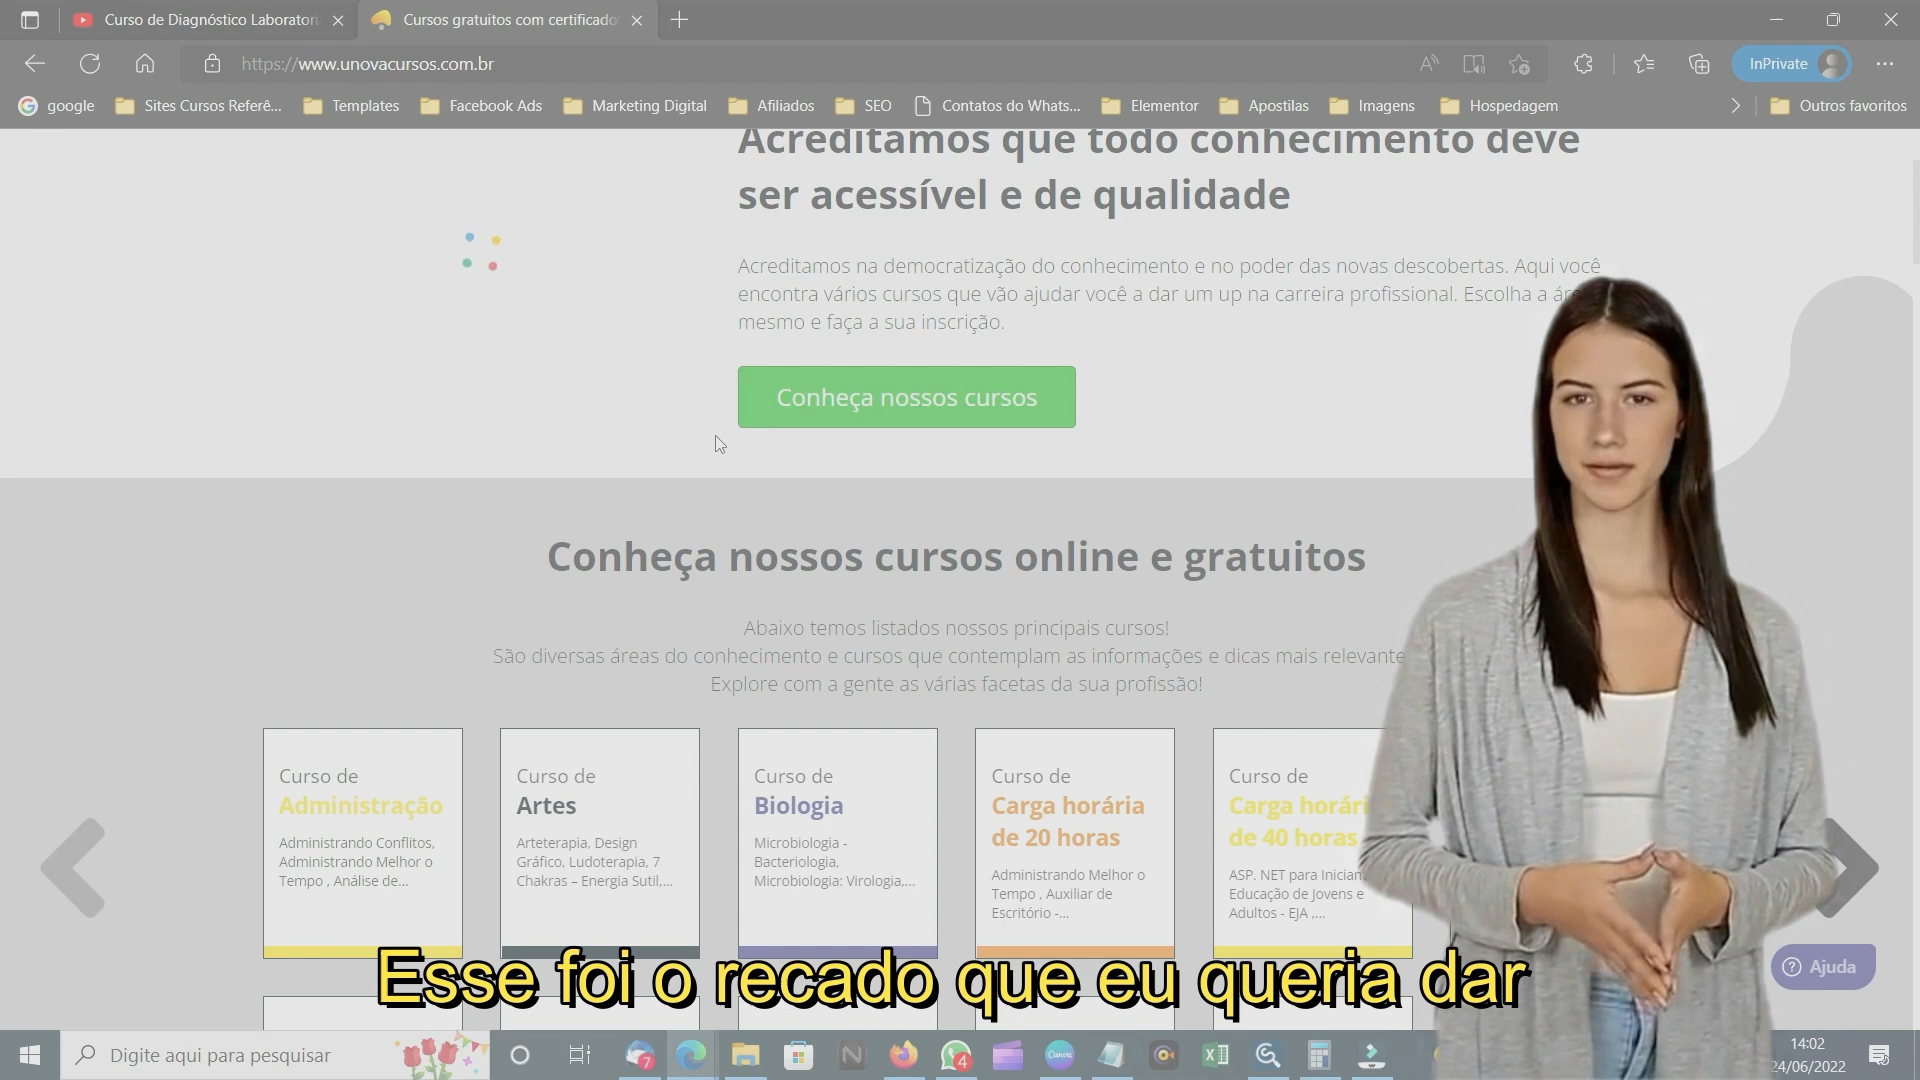 Curso de Diagnóstico Laboratori
Cursos gratuitos com certificado
https://www.unovacursos.com.br
InPrivate
google
Sites Cursos Referê...
Templates
Facebook Ads
Marketing Digital
Afiliados
SEO
Contatos do Whats...
Elementor
Apostilas
Imagens
Hospedagem
Outros favoritos
Acreditamos que todo conhecimento deve
ser acessível e de qualidade
Acreditamos na democratização do conhecimento e no poder das novas descobertas. Aqui você
encontra vários cursos que vão ajudar você a dar um up na carreira profissional. Escolha a
mesmo e faça a sua inscrição.
Conheça nossos cursos
Conheça nossos cursos online e gratuitos
Abaixo temos listados nossos principais cursos!
São diversas áreas do conhecimento e cursos que contemplam as informações e dicas mais relevante
Explore com a gente as várias facetas da sua profissão!
Curso de
Administração
Administrando Conflitos,
Administrando Melhor o
Tempo , Análise de...
Curso de
Artes
Arteterapia, Design
Gráfico, Ludoterapia, 7
Chakras – Energia Sutil,...
Curso de
Biologia
Microbiologia -
Bacteriologia,
Microbiologia: Virologia,...
Curso de
Carga horária
de 20 horas
Administrando Melhor o
Tempo , Auxiliar de
Escritório -...
Curso de
Carga horári
de 40 horas
ASP. NET para Inician
Educação de Jovens e
Adultos - EJA ,...
Esse foi o recado que eu queria dar
Ajuda
Digite aqui para pesquisar
7
4
Canva
14:02
24/06/2022